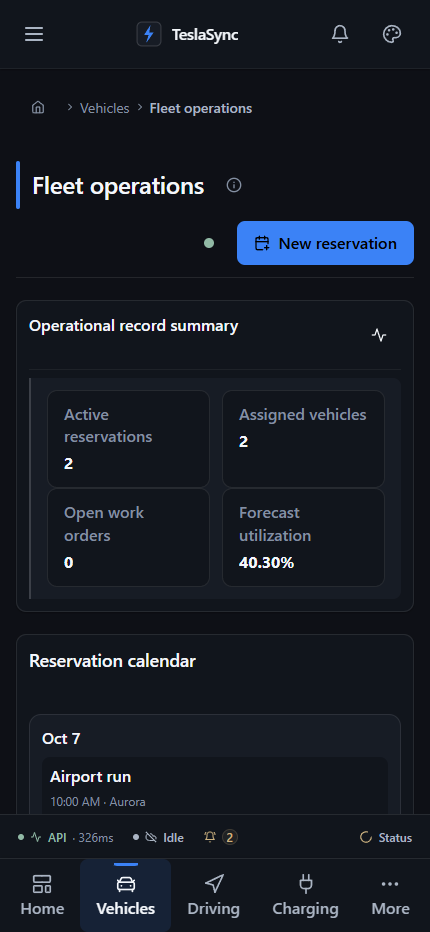 TeslaSync
Vehicles
Fleet operations
Fleet operations
New reservation
Operational record summary
Active
reservations
2
Assigned vehicles
2
Open work
orders
0
Forecast
utilization
40.30%
Reservation calendar
Oct 7
Airport run
10:00 AM · Aurora
API · 326ms
Idle
2
Status
Home
Vehicles
Driving
Charging
More